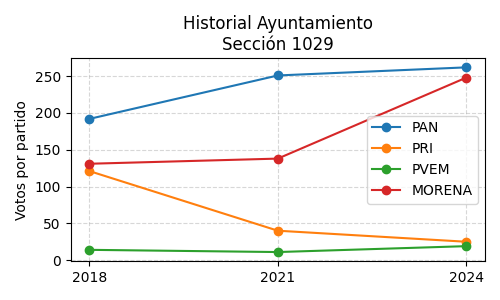 Historial Ayuntamiento
Sección 1029
Votos por partido
250
200
150
100
50
0
2018
2021
2024
PAN
PRI
PVEM
MORENA